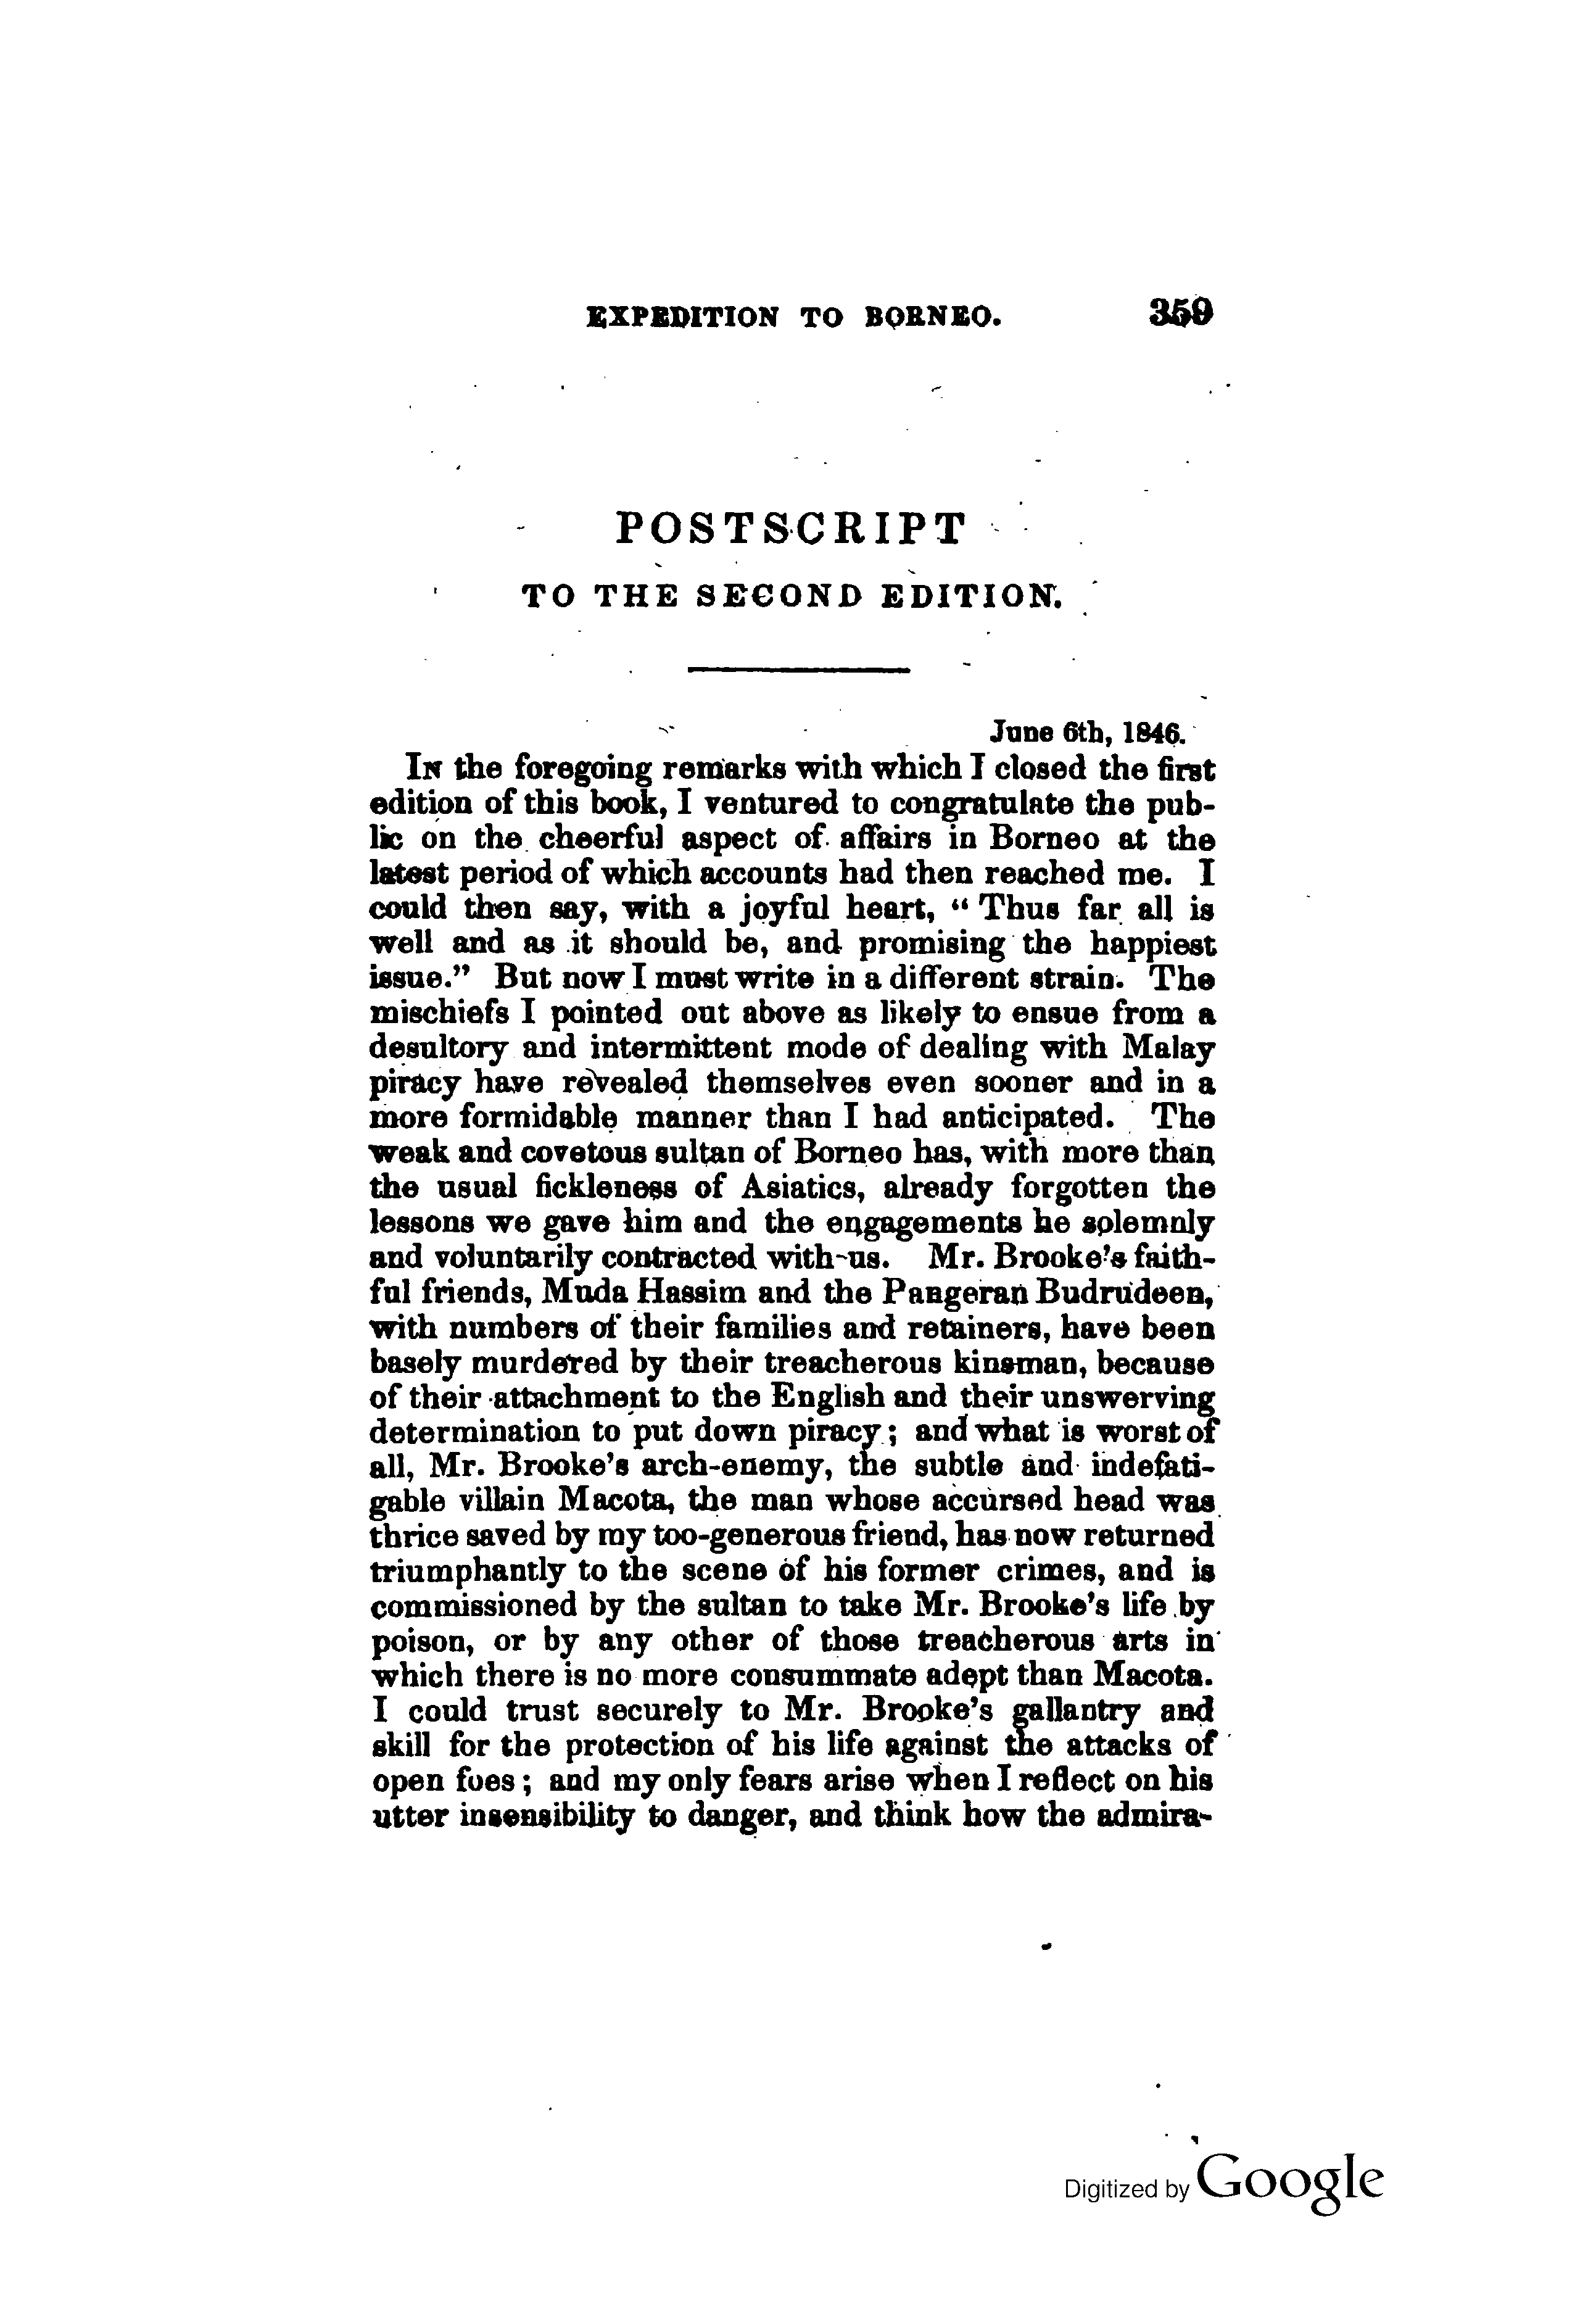 EXPEDITION TO BORNEO. 359
POSTSCRIPT
TO THE SECOND EDITION.
June 6th, 1846.
In the foregoing remarks with which I closed the first
edition of this book, I ventured to congratulate the pub-
lic on the cheerful aspect of affairs in Borneo at the
latest period of which accounts had then reached me. I
could then say, with a joyful heart, “Thus far all is
well and as it should be, and promising the happiest
issue.” But now I must write in a different strain. The
mischiefs I pointed out above as likely to ensue from a
desultory and intermittent mode of dealing with Malay
piracy have revealed themselves even sooner and in a
more formidable manner than I had anticipated. The
weak and covetous sultan of Borneo has, with more than
the usual fickleness of Asiatics, already forgotten the
lessons we gave him and the engagements he solemnly
and voluntarily contracted with us. Mr. Brooke's faith-
ful friends, Muda Hassim and the Pangeran Budrudeen,
with numbers of their families and retainers, have been
basely murdered by their treacherous kinsman, because
of their attachment to the English and their unswerving
determination to put down piracy; and what is worst of
all, Mr. Brooke's arch-enemy, the subtle and indefati-
gable villain Macota, the man whose accursed head was
thrice saved by my too-generous friend, has now returned
triumphantly to the scene of his former crimes, and is
commissioned by the sultan to take Mr. Brooke's life by
poison, or by any other of those treacherous arts in
which there is no more consummate adept than Macota.
I could trust securely to Mr. Brooke's gallantry and
skill for the protection of his life against the attacks of
open foes; and my only fears arise when I reflect on his
utter insensibility to danger, and think how the admira-
Digitized by Google